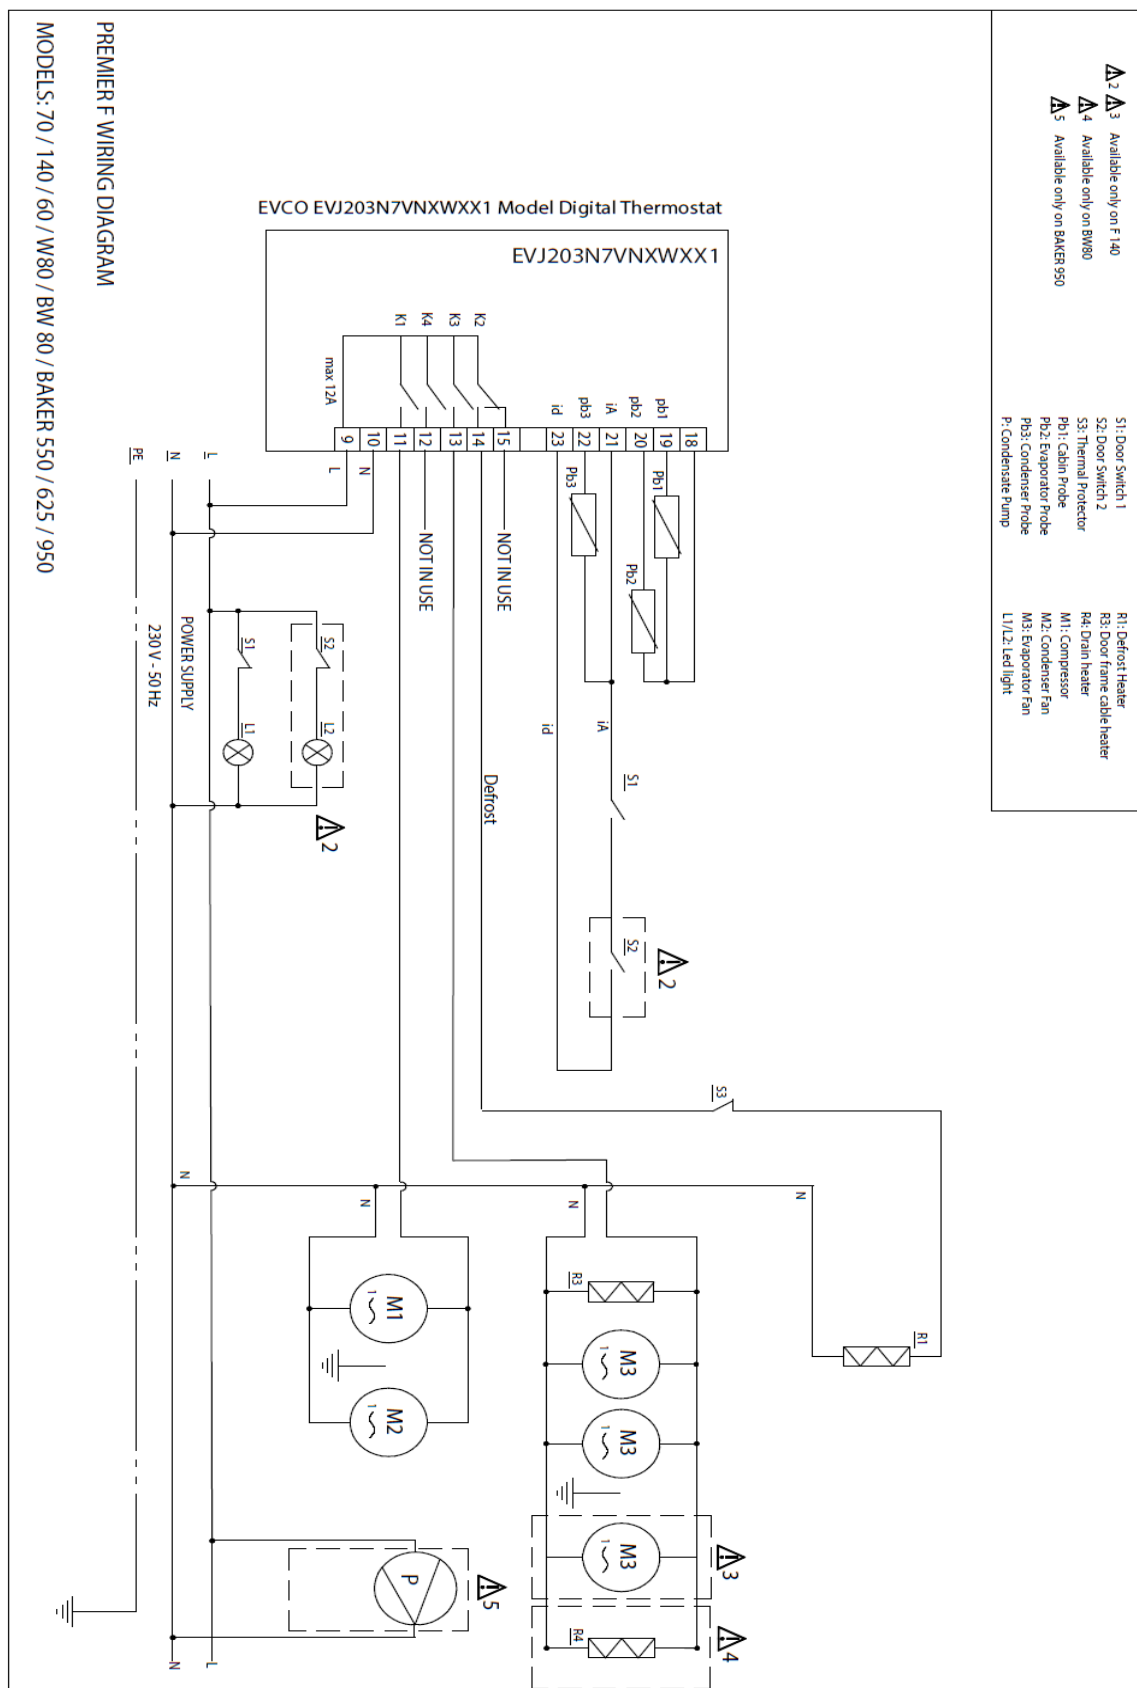 ⚠2 ⚠3 Available only on F 140
⚠4 Available only on BW80
⚠5 Available only on BAKER 950
S1: Door Switch 1
S2: Door Switch 2
S3: Thermal Protector
Pb1: Cabin Probe
Pb2: Evaporator Probe
Pb3: Condenser Probe
P: Condensate Pump
R1: Defrost Heater
R3: Door frame cable heater
R4: Drain heater
M1: Compressor
M2: Condenser Fan
M3: Evaporator Fan
L1/L2: Led light
EVCO EVJ203N7VNXWXX1 Model Digital Thermostat
EVJ203N7VNXWXX1
K1
K4
K3
K2
max 12A
id
pb3
iA
pb2
pb1
9
10
11
12
13
14
15
23
22
21
20
19
18
L
N
NOT IN USE
NOT IN USE
Pb3
Pb2
Pb1
PE
N
L
POWER SUPPLY
230 V - 50 Hz
S1
L1
S2
L2
2
id
iA
Defrost
S1
S2
2
S3
N
N
N
N
R3
R1
M1
1
M2
1
M3
1
M3
1
M3
1
3
R4
4
P
5
N
L
PREMIER F WIRING DIAGRAM
MODELS: 70 / 140 / 60 / W80 / BW 80 / BAKER 550 / 625 / 950